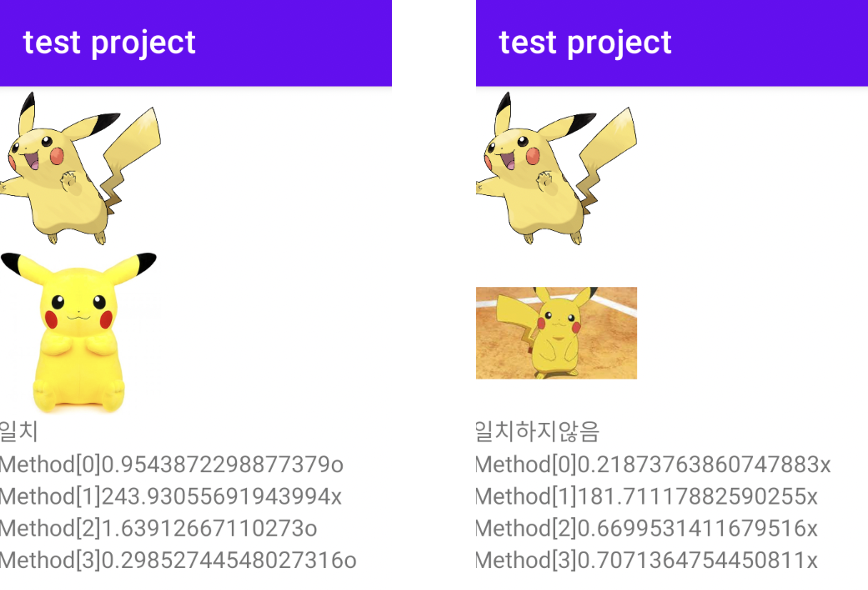 test project
일치
Method[0]0.9543872298877379o
Method[1]243.93055691943994x
Method[2]1.63912667110273o
Method[3]0.29852744548027316o
test project
일치하지않음
Method[0]0.21873763860747883x
Method[1]181.71117882590255x
Method[2]0.6699531411679516x
Method[3]0.7071364754450811x